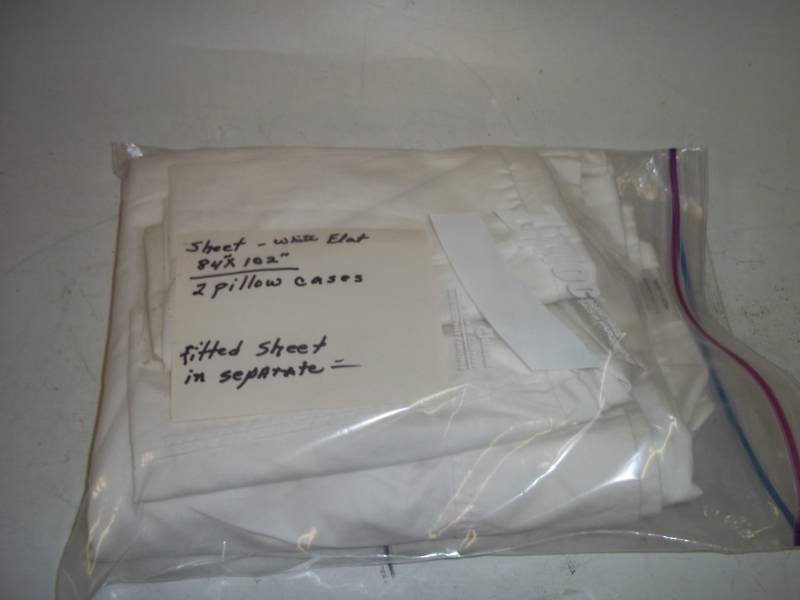 Sheet - white Flat
84" X 102"
2 pillow cases
fitted Sheet
in separate -